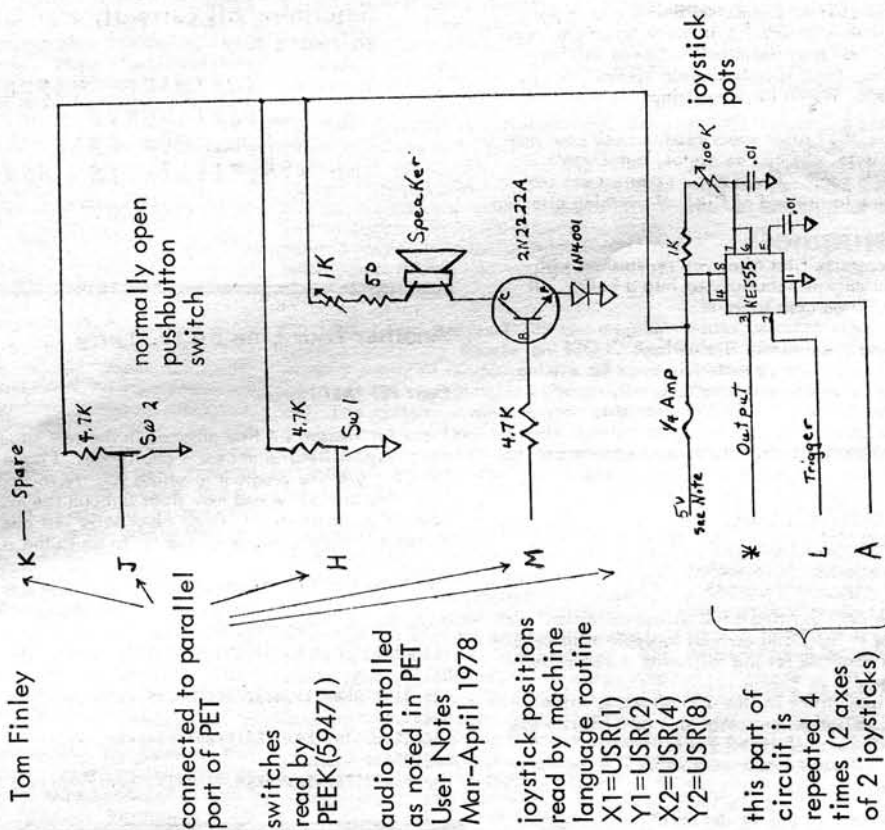 Tom Finley
K — Spare
4.7K
normally open
pushbutton
switch
J
SW 2
connected to parallel
port of PET
4.7K
H
SW
switches
read by
PEEK(59471)
1K
50
Speaker
audio controlled
as noted in PET
User Notes
Mar-April 1978
M
4.7K
B
C
2N2222A
1N4001
joystick positions
read by machine
language routine
X1=USR(1)
Y1=USR(2)
X2=USR(4)
Y2=USR(8)
5V
see Note
1/4 Amp
1K
100K
joystick
pots
.01
.01
this part of
circuit is
repeated 4
times (2 axes
of 2 joysticks)
*
Output
L
Trigger
A
4
8
7
3
NE555
6
2
1
5